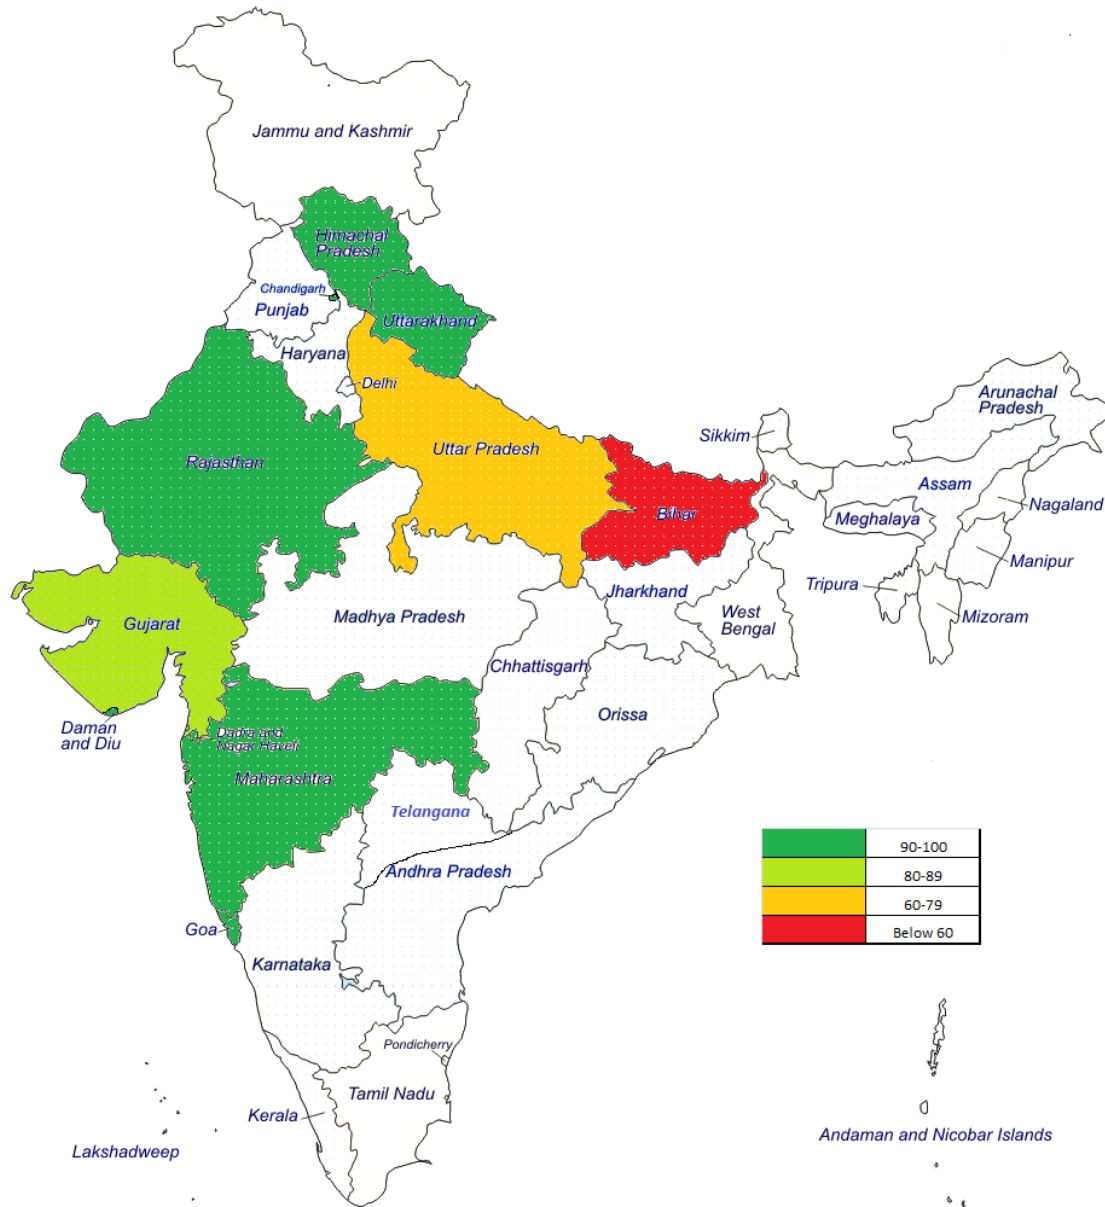 Jammu and Kashmir
Himachal
Pradesh
Chandigarh
Punjab
Uttarakhand
Haryana
Delhi
Arunachal
Pradesh
Sikkim
Uttar Pradesh
Rajasthan
Assam
Nagaland
Bihar
Meghalaya
Manipur
Tripura
Jharkhand
Madhya Pradesh
West
Bengal
Mizoram
Gujarat
Chhattisgarh
Orissa
Daman
and Diu
Dadra and
Nagar Haveli
Maharashtra
Telangana
Andhra Pradesh
90-100
80-89
60-79
Below 60
Goa
Karnataka
Pondicherry
Tamil Nadu
Kerala
Lakshadweep
Andaman and Nicobar Islands